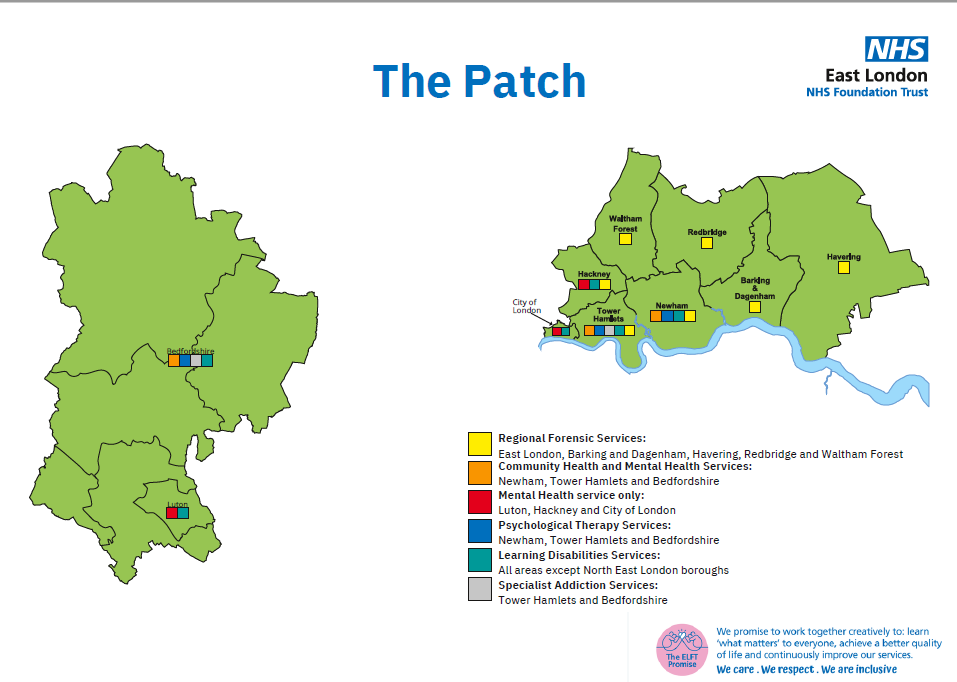 The Patch
NHS
East London
NHS Foundation Trust
Bedfordshire
Luton
Waltham
Forest
Redbridge
Havering
Hackney
Barking
&
Dagenham
City of
London
Tower
Hamlets
Newham
Regional Forensic Services:
East London, Barking and Dagenham, Havering, Redbridge and Waltham Forest
Community Health and Mental Health Services:
Newham, Tower Hamlets and Bedfordshire
Mental Health service only:
Luton, Hackney and City of London
Psychological Therapy Services:
Newham, Tower Hamlets and Bedfordshire
Learning Disabilities Services:
All areas except North East London boroughs
Specialist Addiction Services:
Tower Hamlets and Bedfordshire
The ELFT
Promise
We promise to work together creatively to: learn
‘what matters’ to everyone, achieve a better quality
of life and continuously improve our services.
We care . We respect . We are inclusive